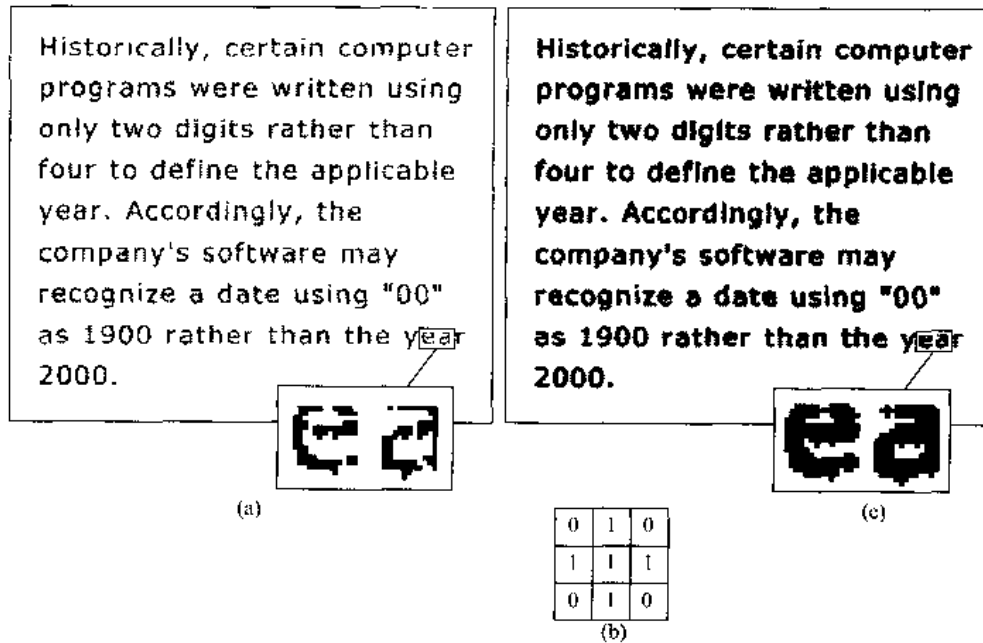 Historically, certain computer
programs were written using
only two digits rather than
four to define the applicable
year. Accordingly, the
company's software may
recognize a date using "00"
as 1900 rather than the year
2000.
ea
(a)
Historically, certain computer
programs were written using
only two digits rather than
four to define the applicable
year. Accordingly, the
company's software may
recognize a date using "00"
as 1900 rather than the year
2000.
ea
(c)
0 1 0
1 1 1
0 1 0
(b)